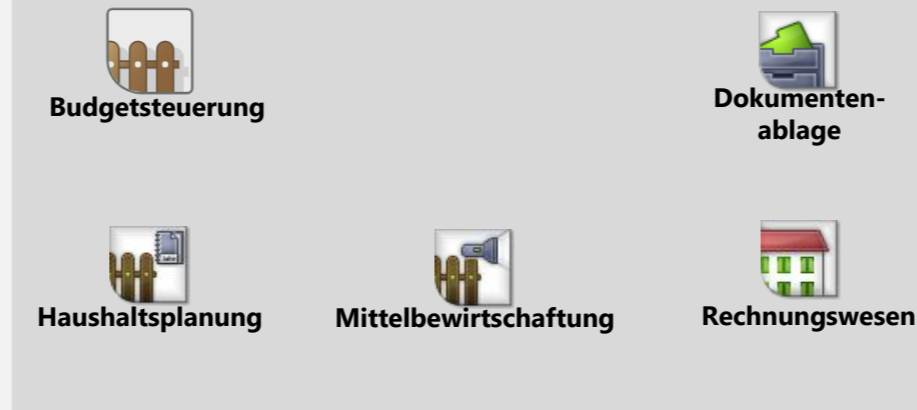 Budgetsteuerung
Dokumenten-
ablage
Haushaltsplanung
Mittelbewirtschaftung
Rechnungswesen